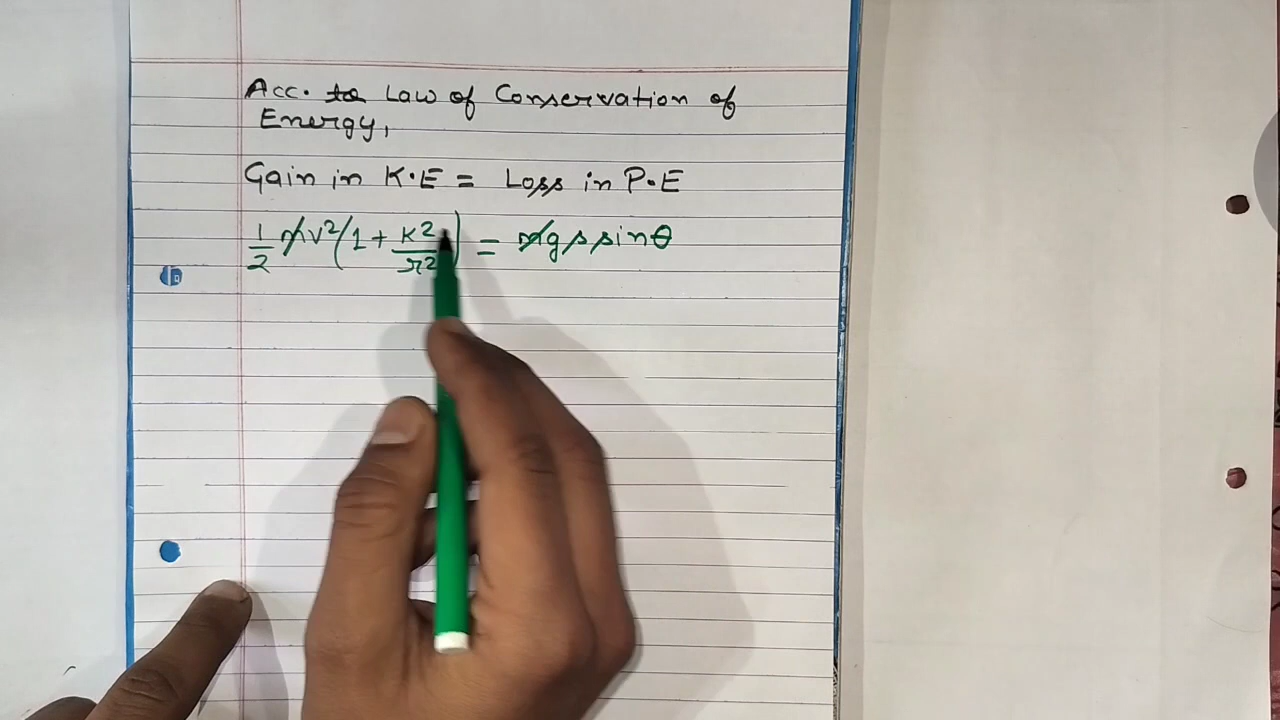 Acc. to Law of Conservation of
Energy,
Gain in K.E = Loss in P.E
1/2 mv²(1 + K²/r²) = mgs sinθ